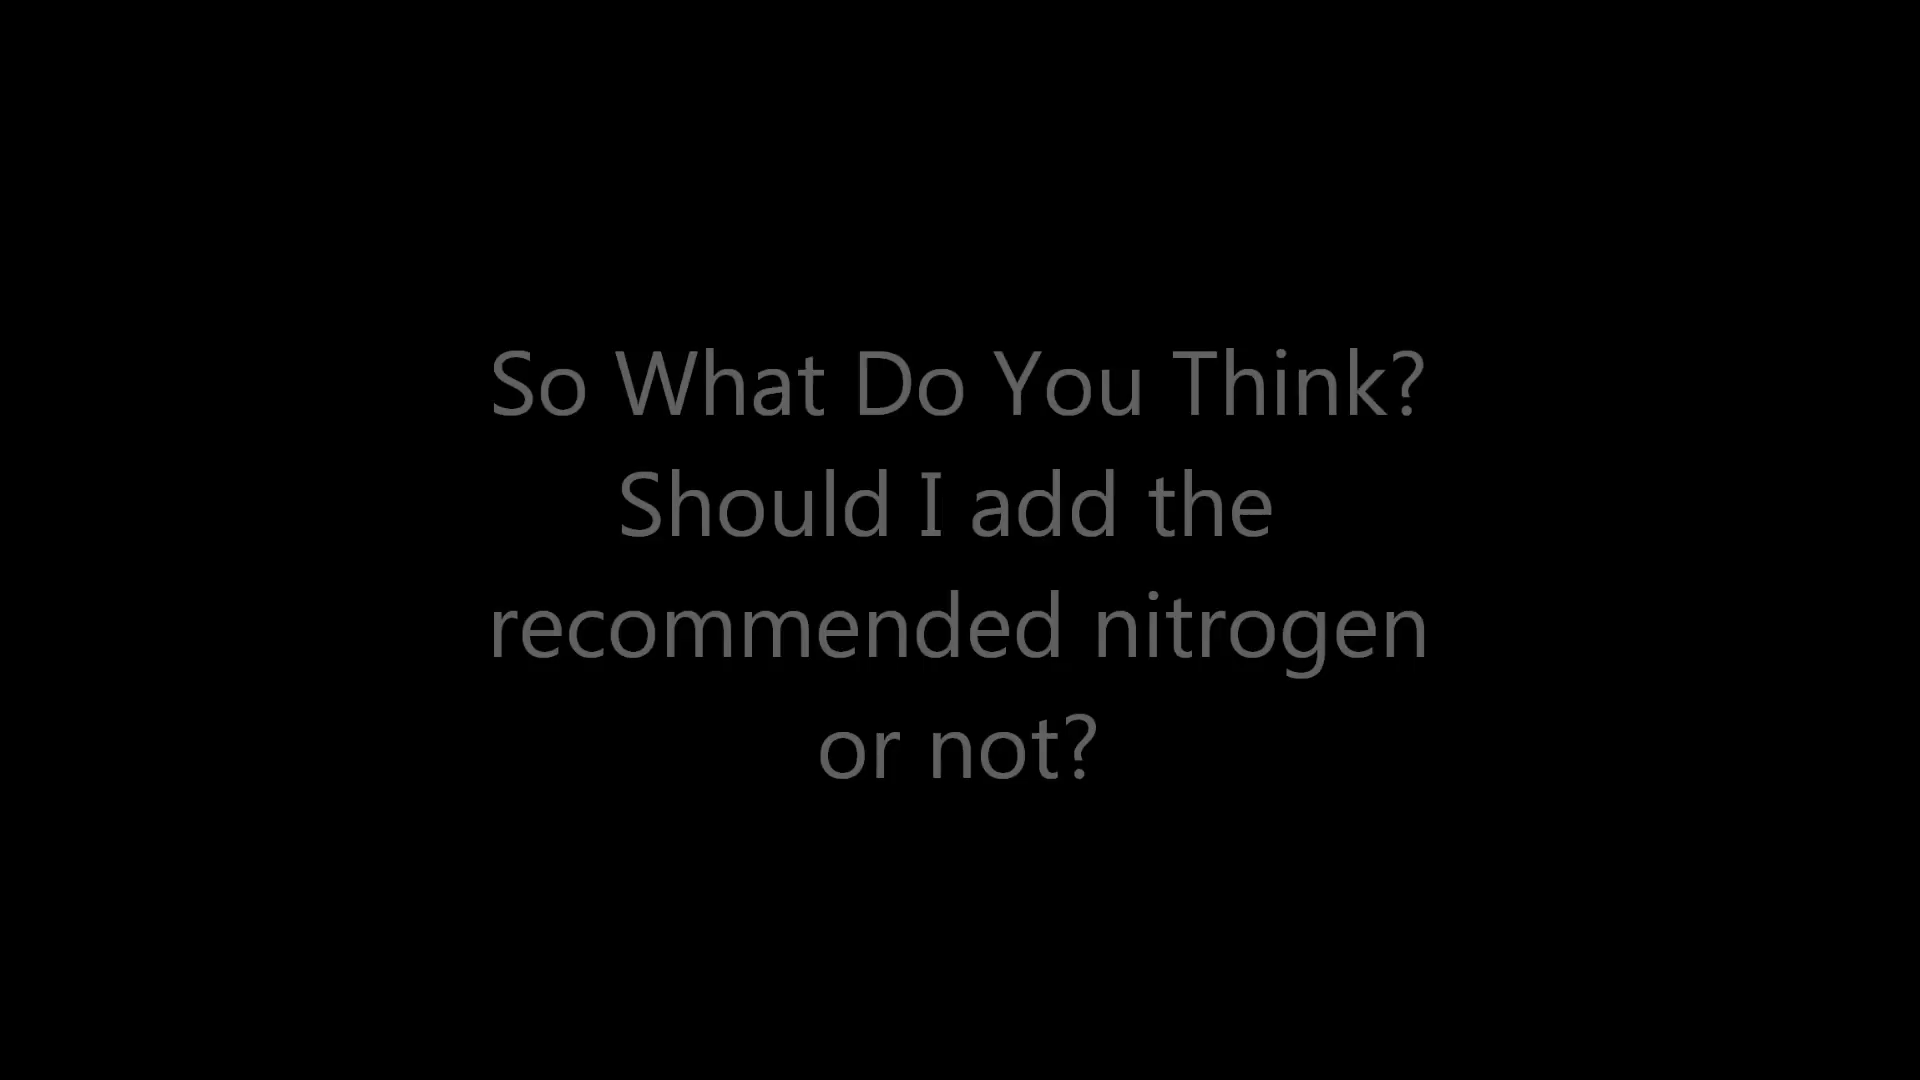 So What Do You Think?
Should I add the
recommended nitrogen
or not?